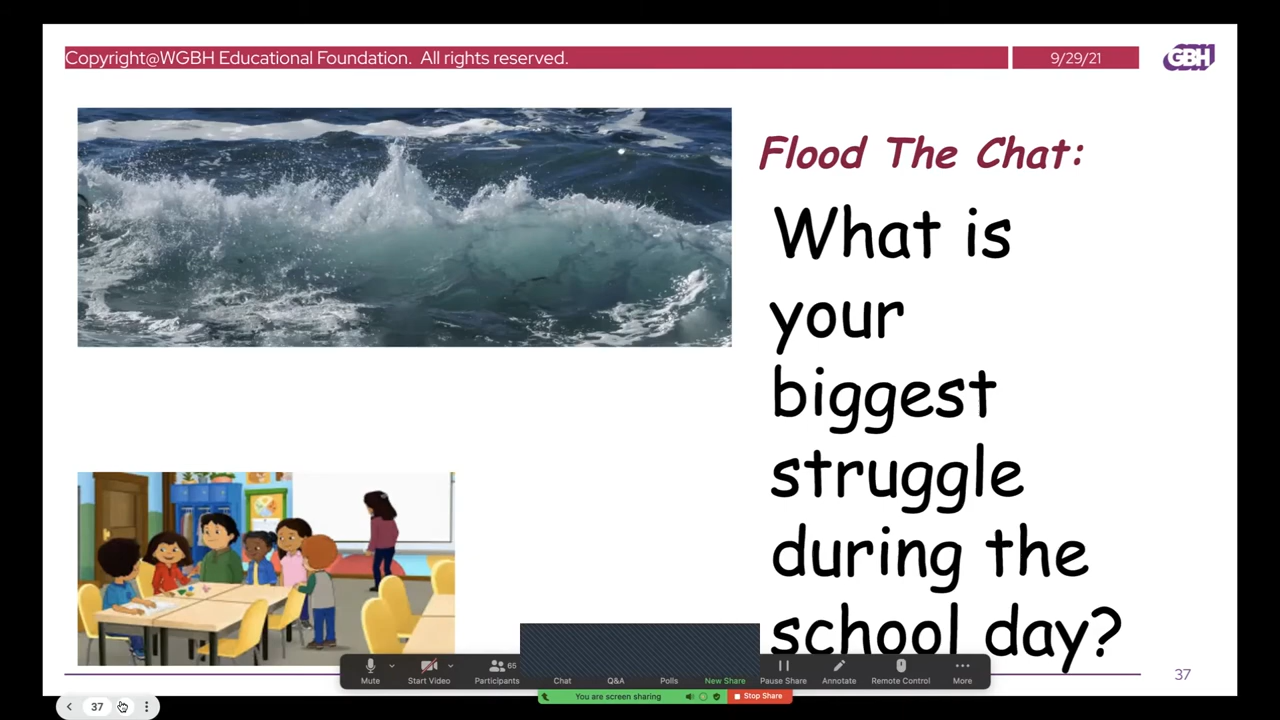 Copyright@WGBH Educational Foundation. All rights reserved.
9/29/21
GBH
Flood The Chat:
What is
your
biggest
struggle
during the
school day?
65
Mute
Start Video
Participants
Chat
Q&A
Polls
New Share
Pause Share
Annotate
Remote Control
More
37
You are screen sharing
Stop Share
37